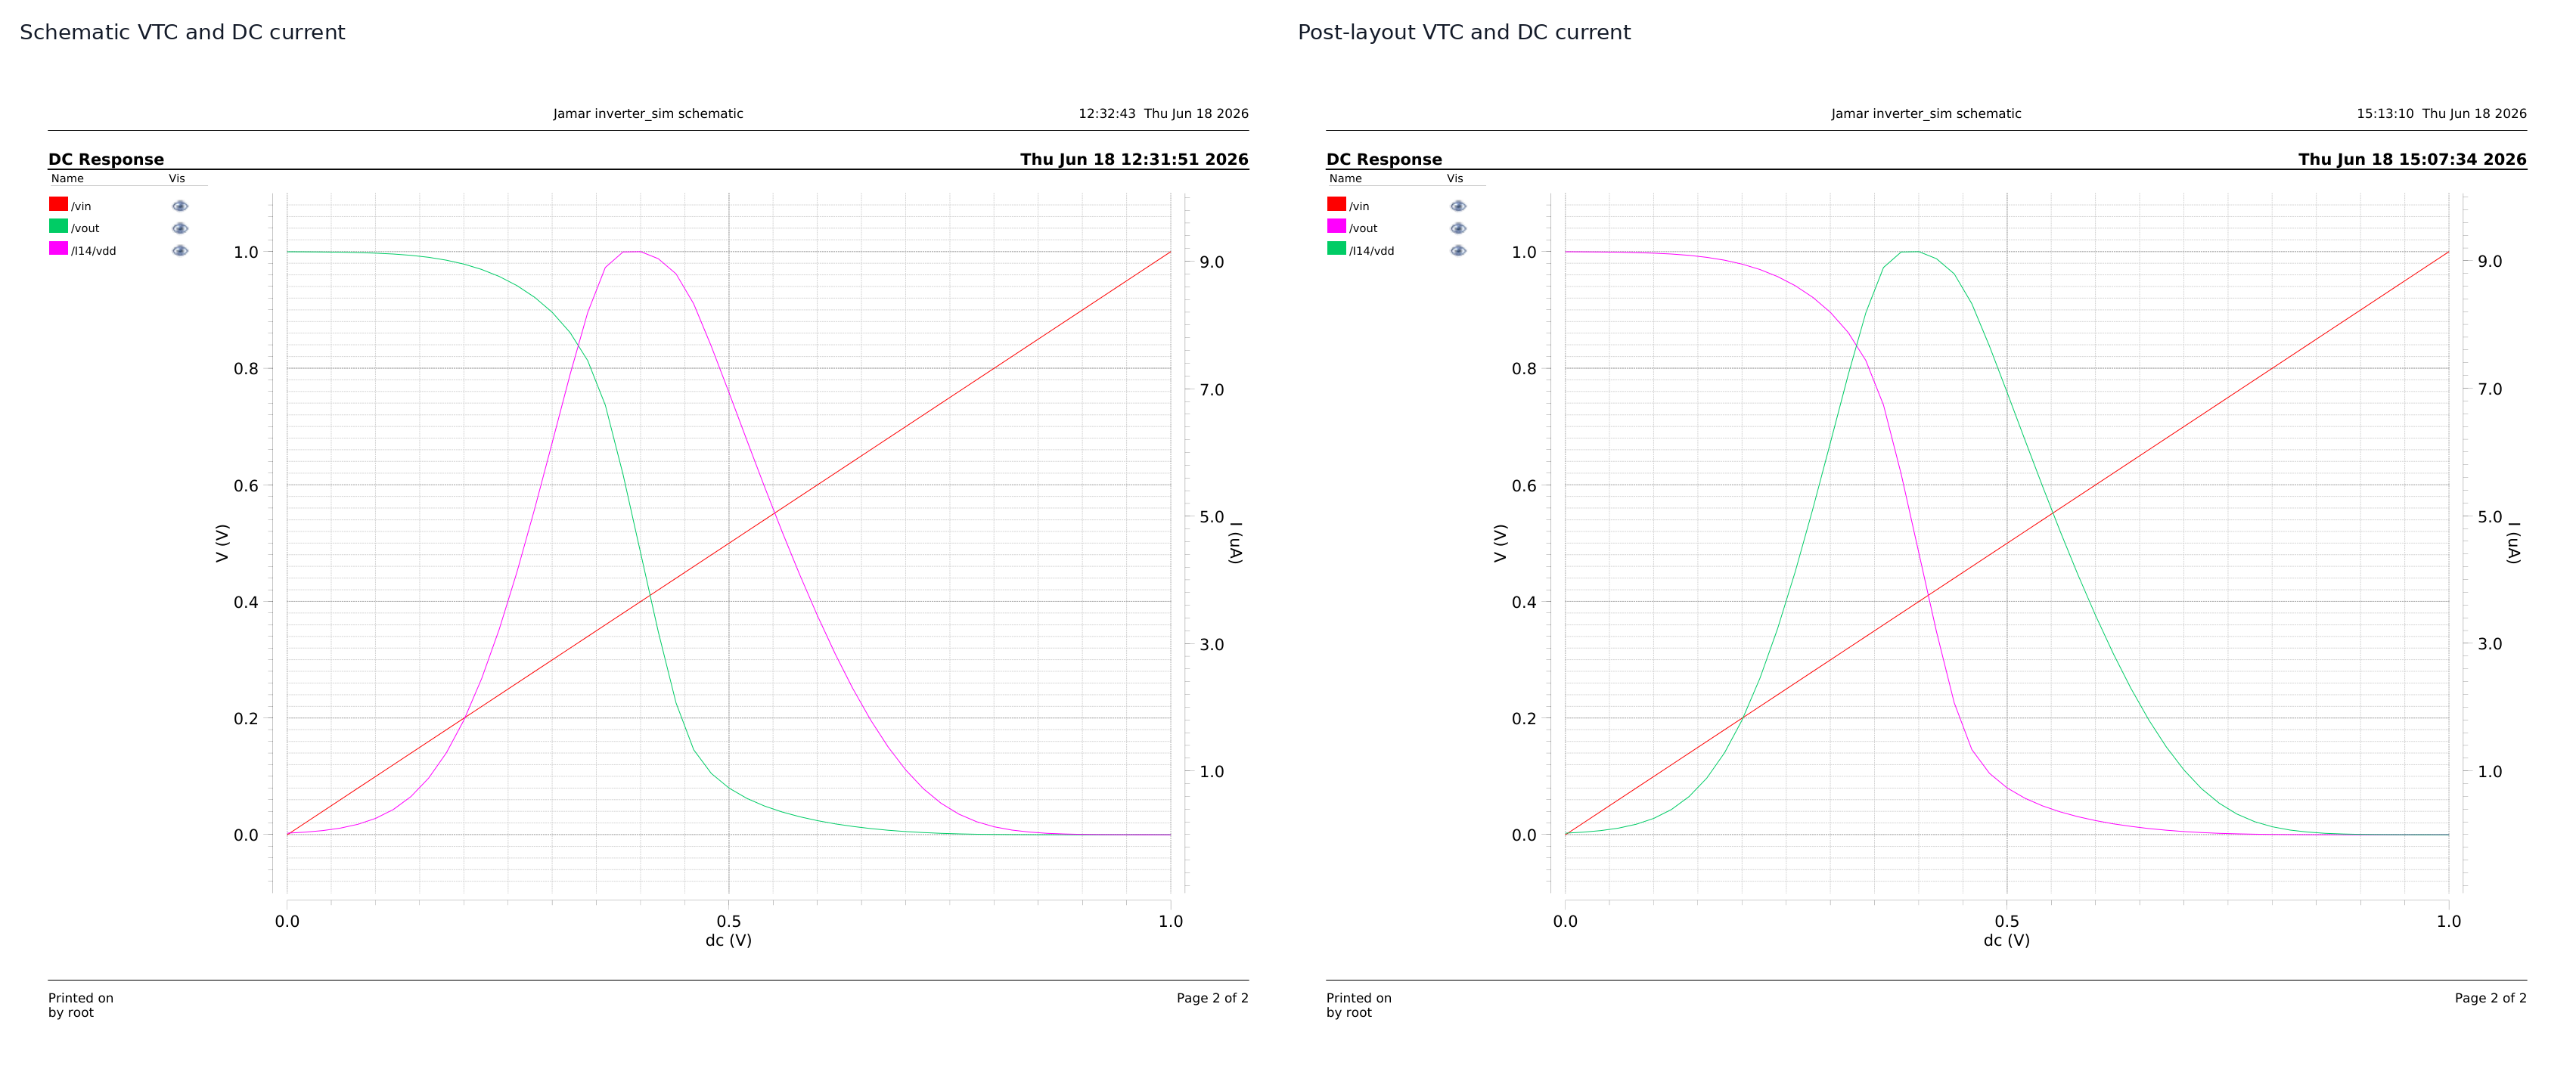 Schematic VTC and DC current
Jamar inverter_sim schematic 12:32:43 Thu Jun 18 2026
DC Response Thu Jun 18 12:31:51 2026
Name Vis
/vin
/vout
/I14/vdd
1.0
0.8
0.6
0.4
0.2
0.0
V (V)
9.0
7.0
5.0
3.0
1.0
I (uA)
0.0 0.5 1.0
dc (V)
Printed on
by root
Page 2 of 2
Post-layout VTC and DC current
Jamar inverter_sim schematic 15:13:10 Thu Jun 18 2026
DC Response Thu Jun 18 15:07:34 2026
Name Vis
/vin
/vout
/I14/vdd
1.0
0.8
0.6
0.4
0.2
0.0
V (V)
9.0
7.0
5.0
3.0
1.0
I (uA)
0.0 0.5 1.0
dc (V)
Printed on
by root
Page 2 of 2